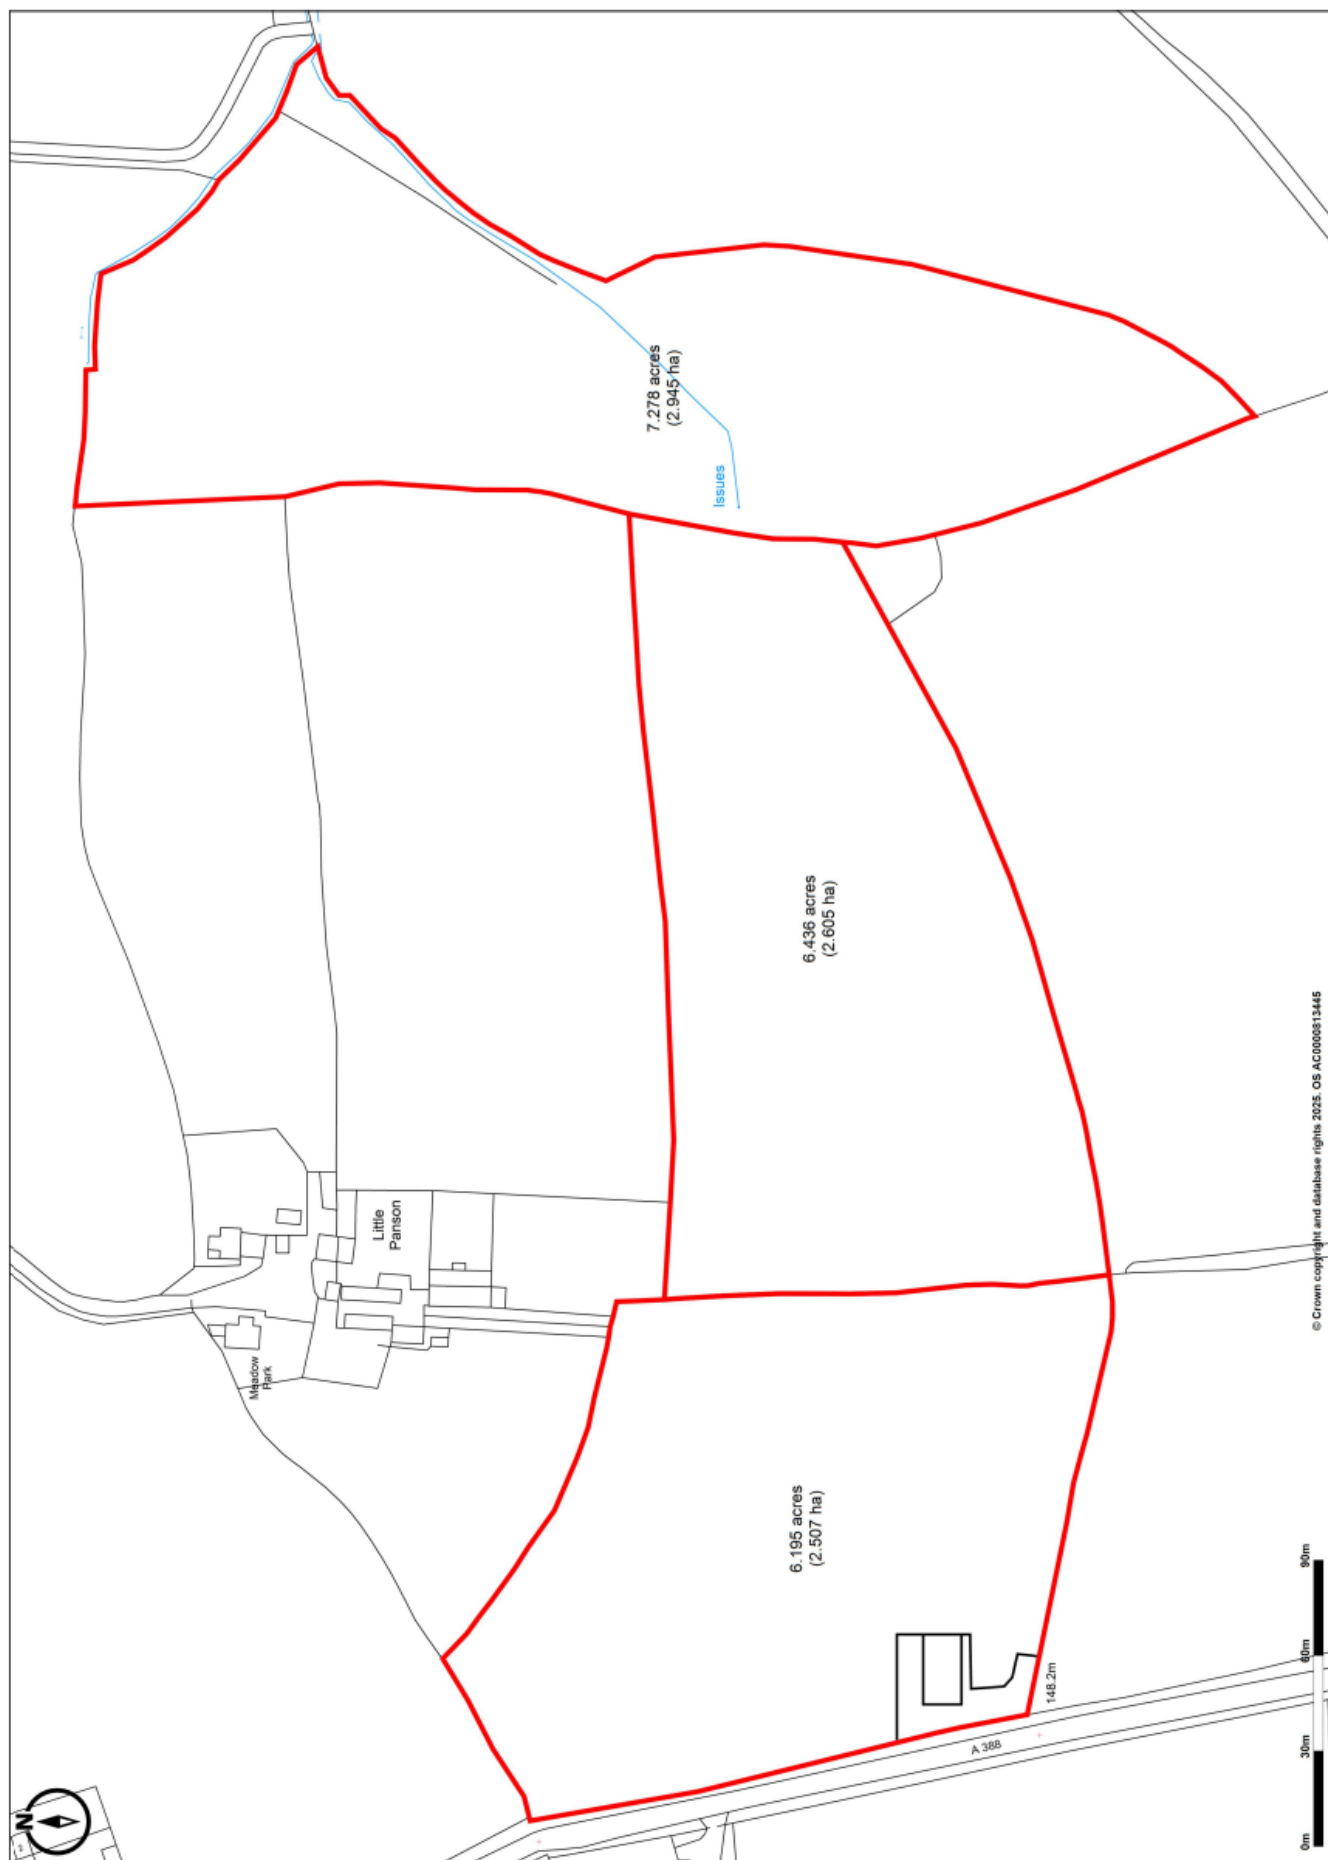 N
Meadow
Park
Little
Panson
Issues
7.278 acres
(2.945 ha)
6.436 acres
(2.605 ha)
6.195 acres
(2.507 ha)
A 388
148.2m
0m
30m
60m
90m
© Crown copyright and database rights 2025. OS AC0000813445